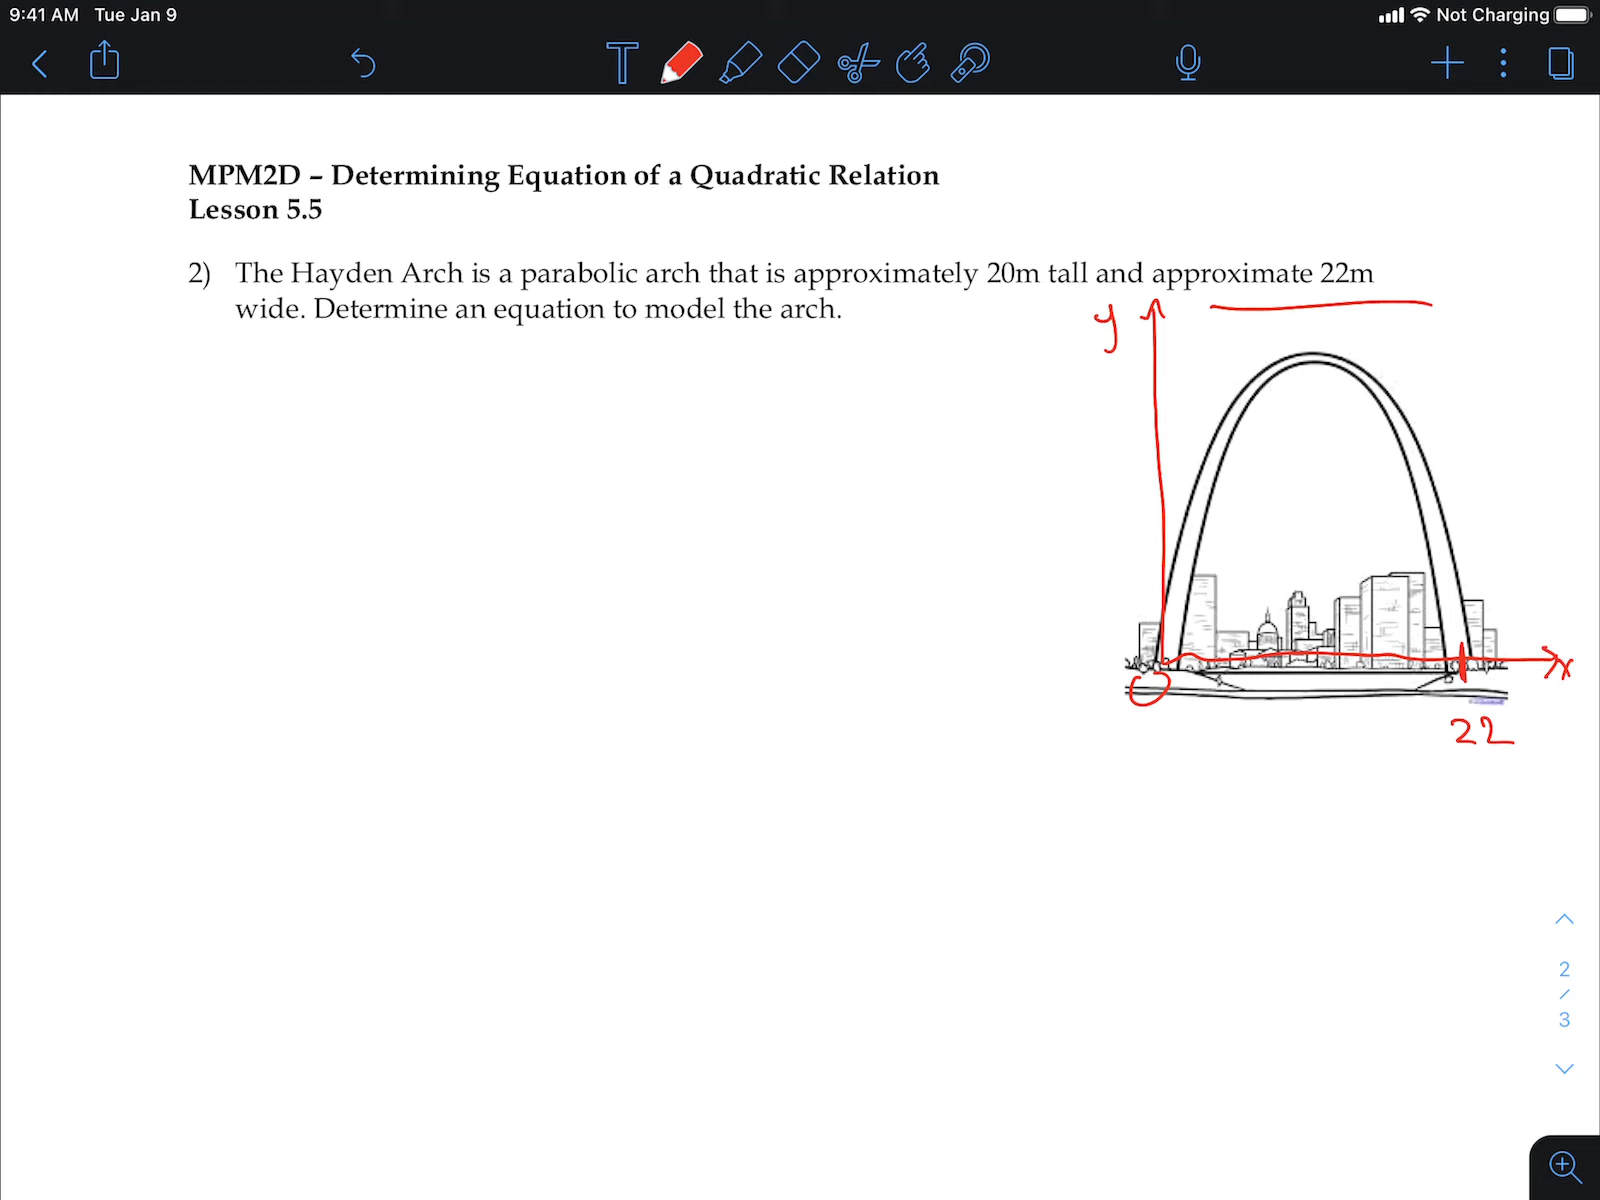 9:41 AM Tue Jan 9
Not Charging
MPM2D – Determining Equation of a Quadratic Relation
Lesson 5.5
2) The Hayden Arch is a parabolic arch that is approximately 20m tall and approximate 22m
wide. Determine an equation to model the arch.
y
x
22
2
/
3